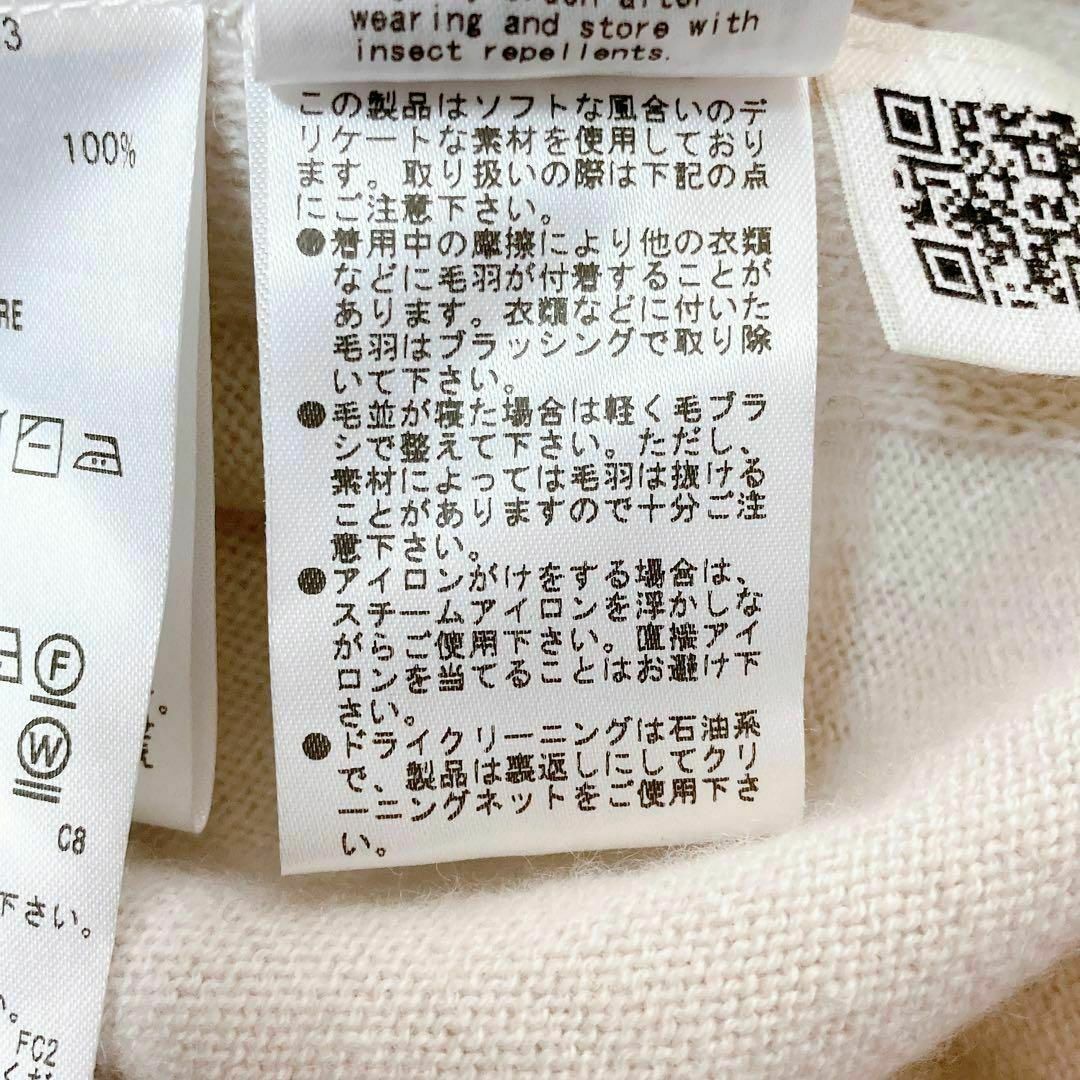 3
100%
RE
F
W
C8
下さい。
FC2
wearing and store with
insect repellents.
この製品はソフトな風合いのデ
リケートな素材を使用しており
ます。取り扱いの際は下記の点
にご注意下さい。
●着用中の摩擦により他の衣類
などに毛羽が付着することが
あります。衣類などに付いた
毛羽はブラッシングで取り除
いて下さい。
●毛並が寝た場合は軽く毛ブラ
シで整えて下さい。ただし、
素材によっては毛羽は抜ける
ことがありますので十分ご注
意下さい。
●アイロンがけをする場合は、
スチームアイロンを浮かしな
がらご使用下さい。直接アイ
ロンを当てることはお避け下
さい。
●ドライクリーニングは石油系
で、製品は裏返しにしてクリ
ーニングネットをご使用下さ
い。